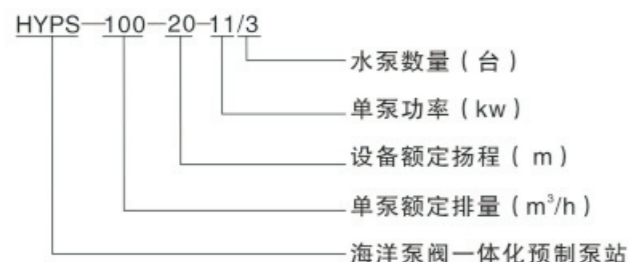 HYPS—100—20—11/3
水泵数量（台）
单泵功率（kw）
设备额定扬程（ m）
单泵额定排量（m³/h）
海洋泵阀一体化预制泵站